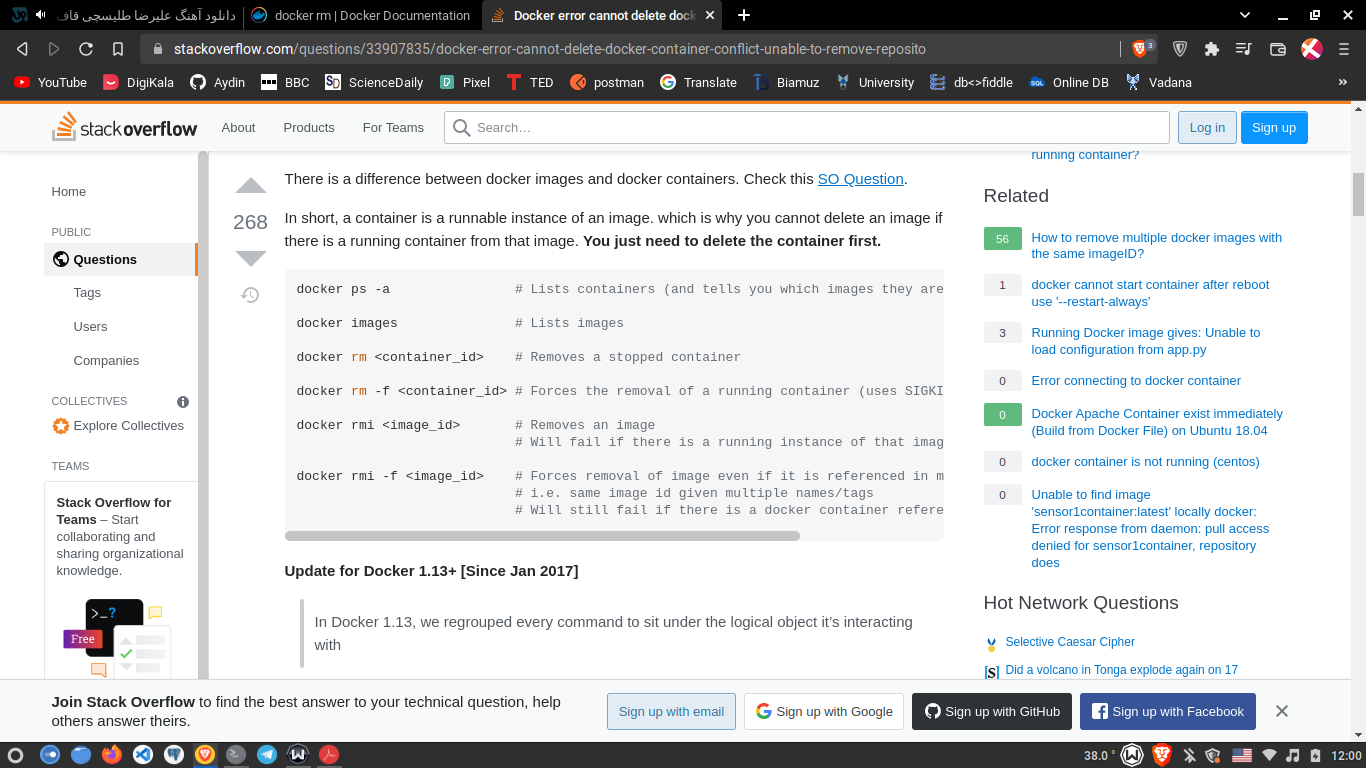 دانلود آهنگ علیرضا طلیسچی قاف
docker rm | Docker Documentation
Docker error cannot delete dock
stackoverflow.com/questions/33907835/docker-error-cannot-delete-docker-container-conflict-unable-to-remove-reposito
3
YouTube
DigiKala
Aydin
BBC
ScienceDaily
Pixel
TED
postman
Translate
Biamuz
University
db<>fiddle
Online DB
Vadana
»
stackoverflow
About
Products
For Teams
Search…
Log in
Sign up
Home
PUBLIC
Questions
Tags
Users
Companies
COLLECTIVES
Explore Collectives
TEAMS
Stack Overflow for
Teams – Start
collaborating and
sharing organizational
knowledge.
>_?
Free
268
There is a difference between docker images and docker containers. Check this SO Question.
In short, a container is a runnable instance of an image. which is why you cannot delete an image if
there is a running container from that image. You just need to delete the container first.
docker ps -a # Lists containers (and tells you which images they are
docker images # Lists images
docker rm <container_id> # Removes a stopped container
docker rm -f <container_id> # Forces the removal of a running container (uses SIGKI
docker rmi <image_id> # Removes an image
# Will fail if there is a running instance of that imag
docker rmi -f <image_id> # Forces removal of image even if it is referenced in m
# i.e. same image id given multiple names/tags
# Will still fail if there is a docker container refere
Update for Docker 1.13+ [Since Jan 2017]
In Docker 1.13, we regrouped every command to sit under the logical object it’s interacting
with
running container?
Related
56 How to remove multiple docker images with
the same imageID?
1 docker cannot start container after reboot
use '--restart-always'
3 Running Docker image gives: Unable to
load configuration from app.py
0 Error connecting to docker container
0 Docker Apache Container exist immediately
(Build from Docker File) on Ubuntu 18.04
0 docker container is not running (centos)
0 Unable to find image
'sensor1container:latest' locally docker:
Error response from daemon: pull access
denied for sensor1container, repository
does
Hot Network Questions
Selective Caesar Cipher
Did a volcano in Tonga explode again on 17
Join Stack Overflow to find the best answer to your technical question, help
others answer theirs.
Sign up with email
Sign up with Google
Sign up with GitHub
Sign up with Facebook
38.0 °
12:00